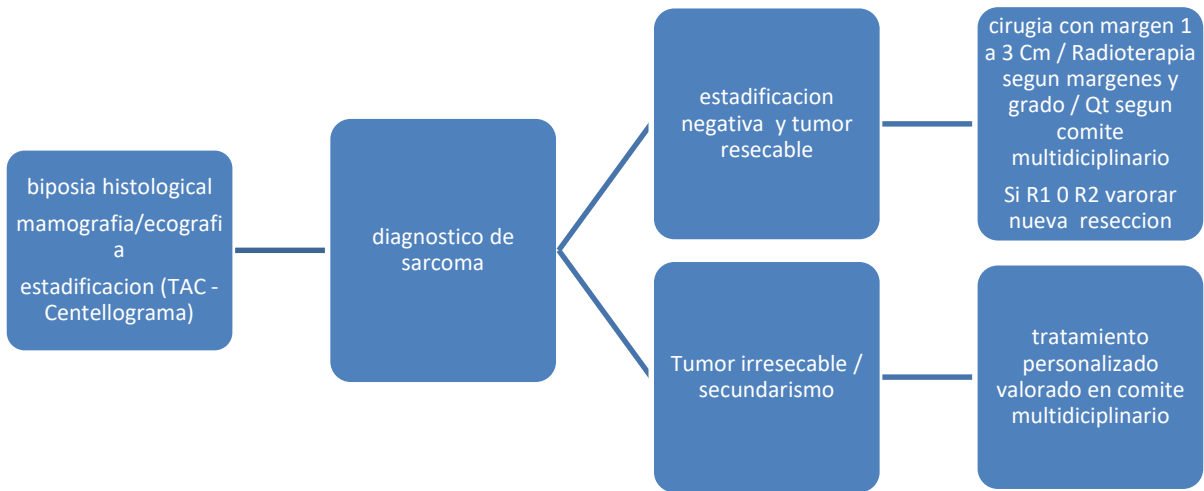 biposia histological
mamografia/ecografi
a
estadificacion (TAC -
Centellograma)
diagnostico de
sarcoma
estadificacion
negativa  y tumor
resecable
cirugia con margen 1
a 3 Cm / Radioterapia
segun margenes y
grado / Qt segun
comite
multidiciplinario
Si R1 0 R2 varorar
nueva  reseccion
Tumor irresecable /
secundarismo
tratamiento
personalizado
valorado en comite
multidiciplinario